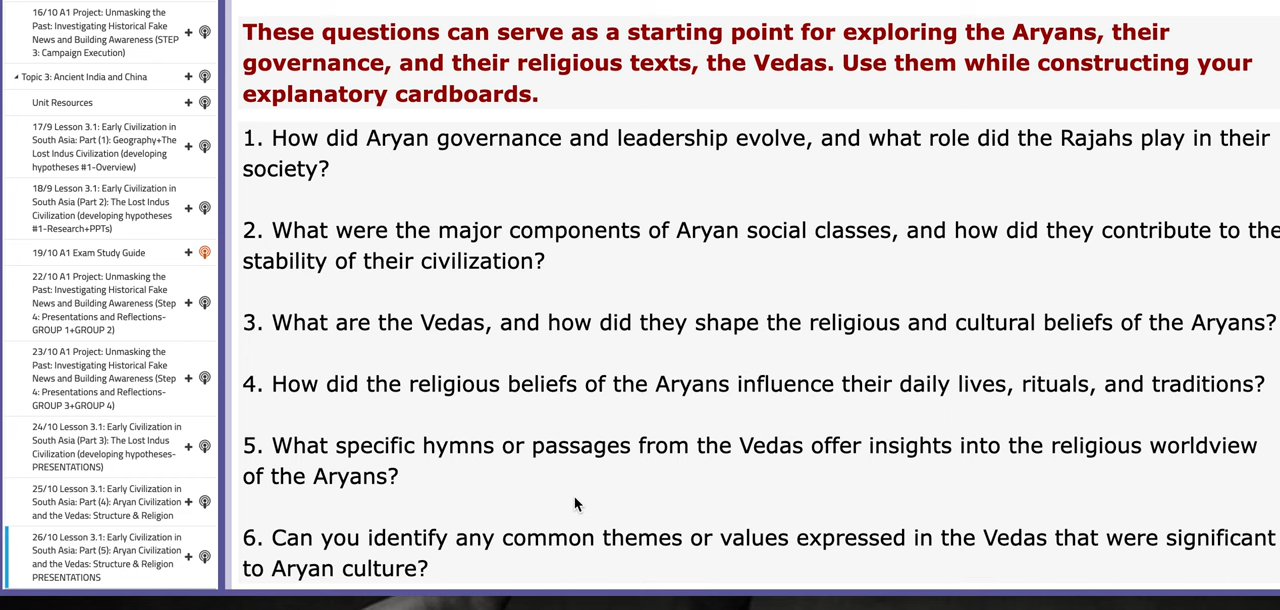 16/10 A1 Project: Unmasking the
Past: Investigating Historical Fake
News and Building Awareness (STEP
3: Campaign Execution)
Topic 3: Ancient India and China
Unit Resources
17/9 Lesson 3.1: Early Civilization in
South Asia: Part (1): Geography+The
Lost Indus Civilization (developing
hypotheses #1-Overview)
18/9 Lesson 3.1: Early Civilization in
South Asia (Part 2): The Lost Indus
Civilization (developing hypotheses
#1-Research+PPTs)
19/10 A1 Exam Study Guide
22/10 A1 Project: Unmasking the
Past: Investigating Historical Fake
News and Building Awareness (Step
4: Presentations and Reflections-
GROUP 1+GROUP 2)
23/10 A1 Project: Unmasking the
Past: Investigating Historical Fake
News and Building Awareness (Step
4: Presentations and Reflections-
GROUP 3+GROUP 4)
24/10 Lesson 3.1: Early Civilization in
South Asia (Part 3): The Lost Indus
Civilization (developing hypotheses-
PRESENTATIONS)
25/10 Lesson 3.1: Early Civilization in
South Asia: Part (4): Aryan Civilization
and the Vedas: Structure & Religion
26/10 Lesson 3.1: Early Civilization in
South Asia: Part (5): Aryan Civilization
and the Vedas: Structure & Religion
PRESENTATIONS
These questions can serve as a starting point for exploring the Aryans, their
governance, and their religious texts, the Vedas. Use them while constructing your
explanatory cardboards.
1. How did Aryan governance and leadership evolve, and what role did the Rajahs play in their
society?
2. What were the major components of Aryan social classes, and how did they contribute to the
stability of their civilization?
3. What are the Vedas, and how did they shape the religious and cultural beliefs of the Aryans?
4. How did the religious beliefs of the Aryans influence their daily lives, rituals, and traditions?
5. What specific hymns or passages from the Vedas offer insights into the religious worldview
of the Aryans?
6. Can you identify any common themes or values expressed in the Vedas that were significant
to Aryan culture?